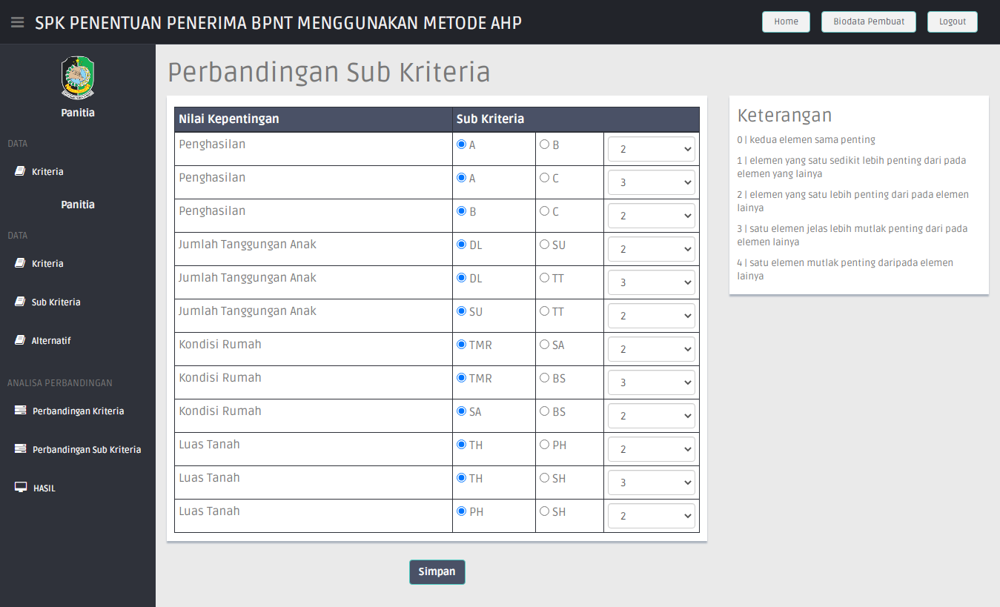 SPK PENENTUAN PENERIMA BPNT MENGGUNAKAN METODE AHP
Home
Biodata Pembuat
Logout
Panitia
DATA
Kriteria
Panitia
DATA
Kriteria
Sub Kriteria
Alternatif
ANALISA PERBANDINGAN
Perbandingan Kriteria
Perbandingan Sub Kriteria
HASIL
Perbandingan Sub Kriteria
Nilai Kepentingan Sub Kriteria
Penghasilan A B 2
Penghasilan A C 3
Penghasilan B C 2
Jumlah Tanggungan Anak DL SU 2
Jumlah Tanggungan Anak DL TT 3
Jumlah Tanggungan Anak SU TT 2
Kondisi Rumah TMR SA 2
Kondisi Rumah TMR BS 3
Kondisi Rumah SA BS 2
Luas Tanah TH PH 2
Luas Tanah TH SH 3
Luas Tanah PH SH 2
Simpan
Keterangan
0 | kedua elemen sama penting
1 | elemen yang satu sedikit lebih penting dari pada
elemen yang lainya
2 | elemen yang satu lebih penting dari pada elemen
lainya
3 | satu elemen jelas lebih mutlak penting dari pada
elemen lainya
4 | satu elemen mutlak penting daripada elemen
lainya